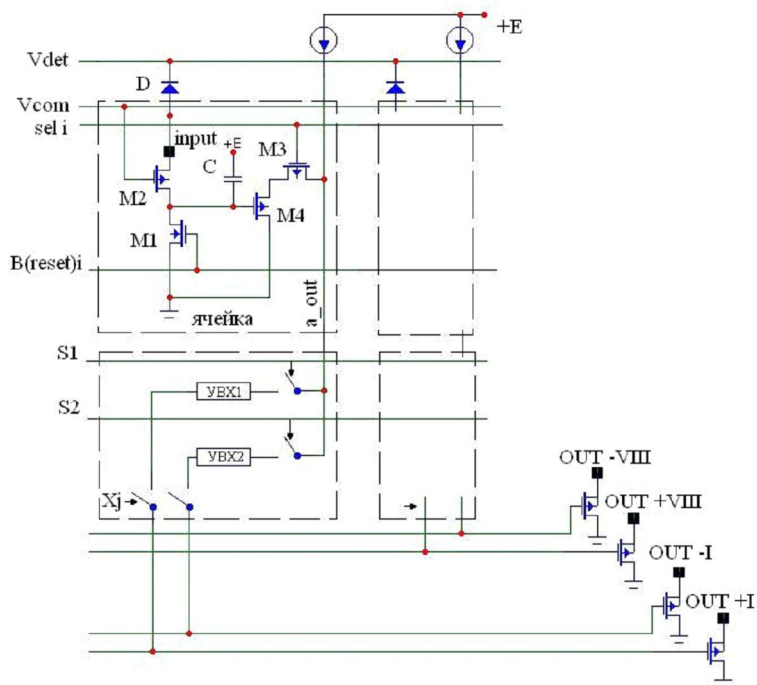 +E
Vdet
D
Vcom
sel i
input
+E
C
M3
M2
M4
M1
B(reset)i
ячейка
a_out
S1
УВХ1
S2
УВХ2
Xj
OUT -VIII
OUT +VIII
OUT -I
OUT +I